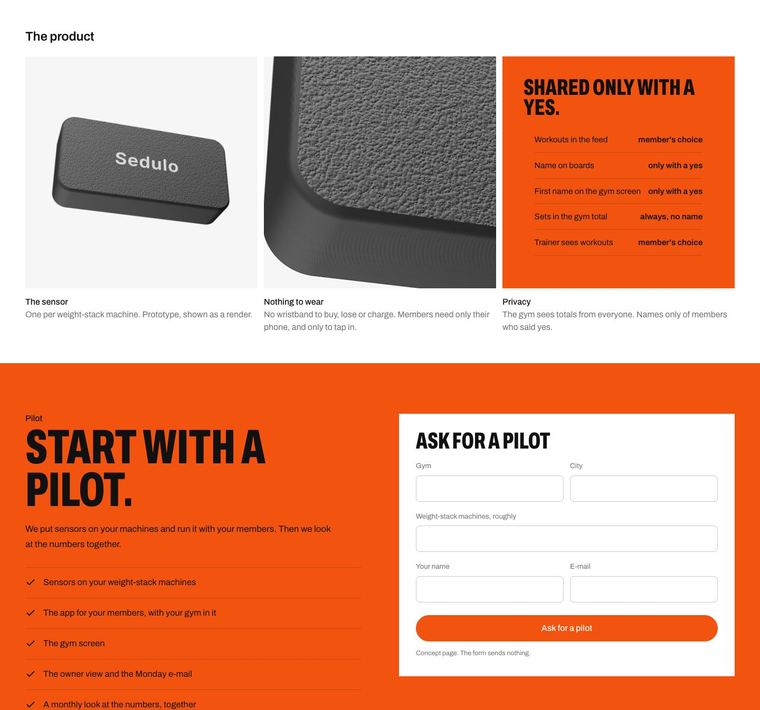 The product
Sedulo
SHARED ONLY WITH A
YES.
Workouts in the feed member's choice
Name on boards only with a yes
First name on the gym screen only with a yes
Sets in the gym total always, no name
Trainer sees workouts member's choice
The sensor
One per weight-stack machine. Prototype, shown as a render.
Nothing to wear
No wristband to buy, lose or charge. Members need only their
phone, and only to tap in.
Privacy
The gym sees totals from everyone. Names only of members
who said yes.
Pilot
START WITH A
PILOT.
We put sensors on your machines and run it with your members. Then we look
at the numbers together.
Sensors on your weight-stack machines
The app for your members, with your gym in it
The gym screen
The owner view and the Monday e-mail
A monthly look at the numbers, together
ASK FOR A PILOT
Gym City
Weight-stack machines, roughly
Your name E-mail
Ask for a pilot
Concept page. The form sends nothing.